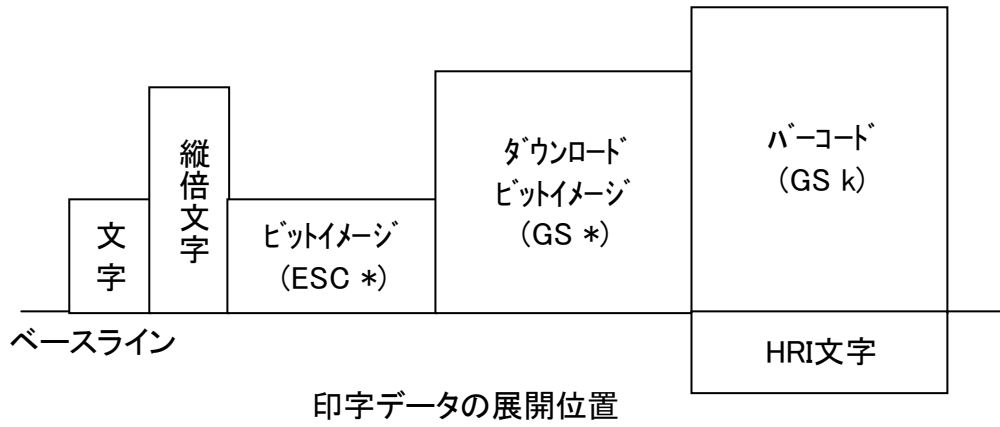 文
字
縦
倍
文
字
ビットイメージ
(ESC *)
ダウンロード
ビットイメージ
(GS *)
バーコード
(GS k)
ベースライン
HRI文字
印字データの展開位置